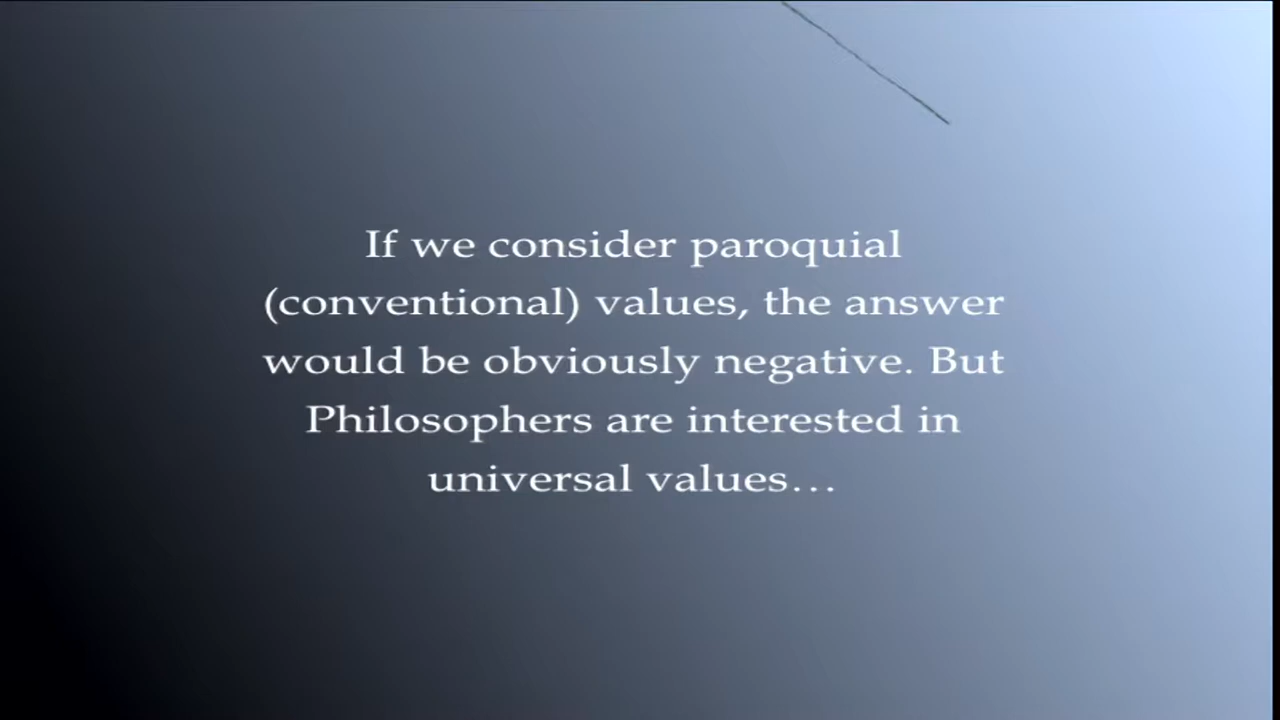 If we consider paroquial
(conventional) values, the answer
would be obviously negative. But
Philosophers are interested in
universal values…